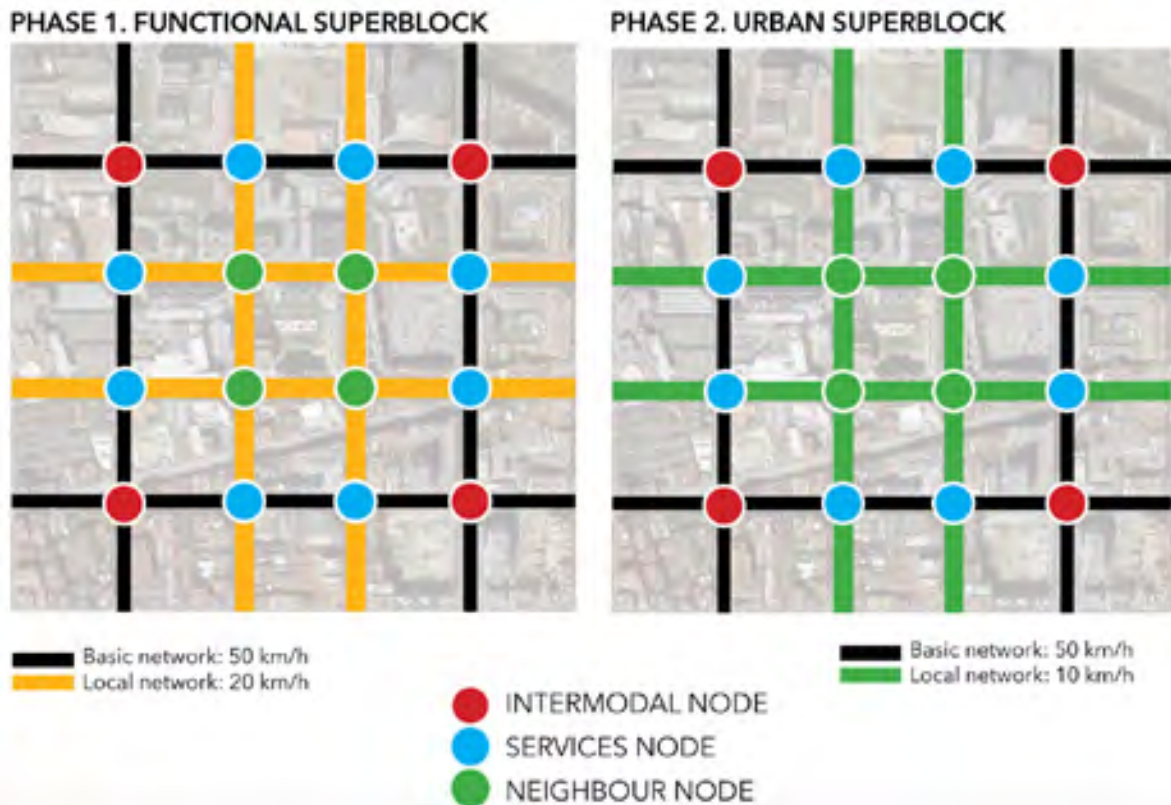 PHASE 1. FUNCTIONAL SUPERBLOCK
PHASE 2. URBAN SUPERBLOCK
Basic network: 50 km/h
Local network: 20 km/h
Basic network: 50 km/h
Local network: 10 km/h
INTERMODAL NODE
SERVICES NODE
NEIGHBOUR NODE